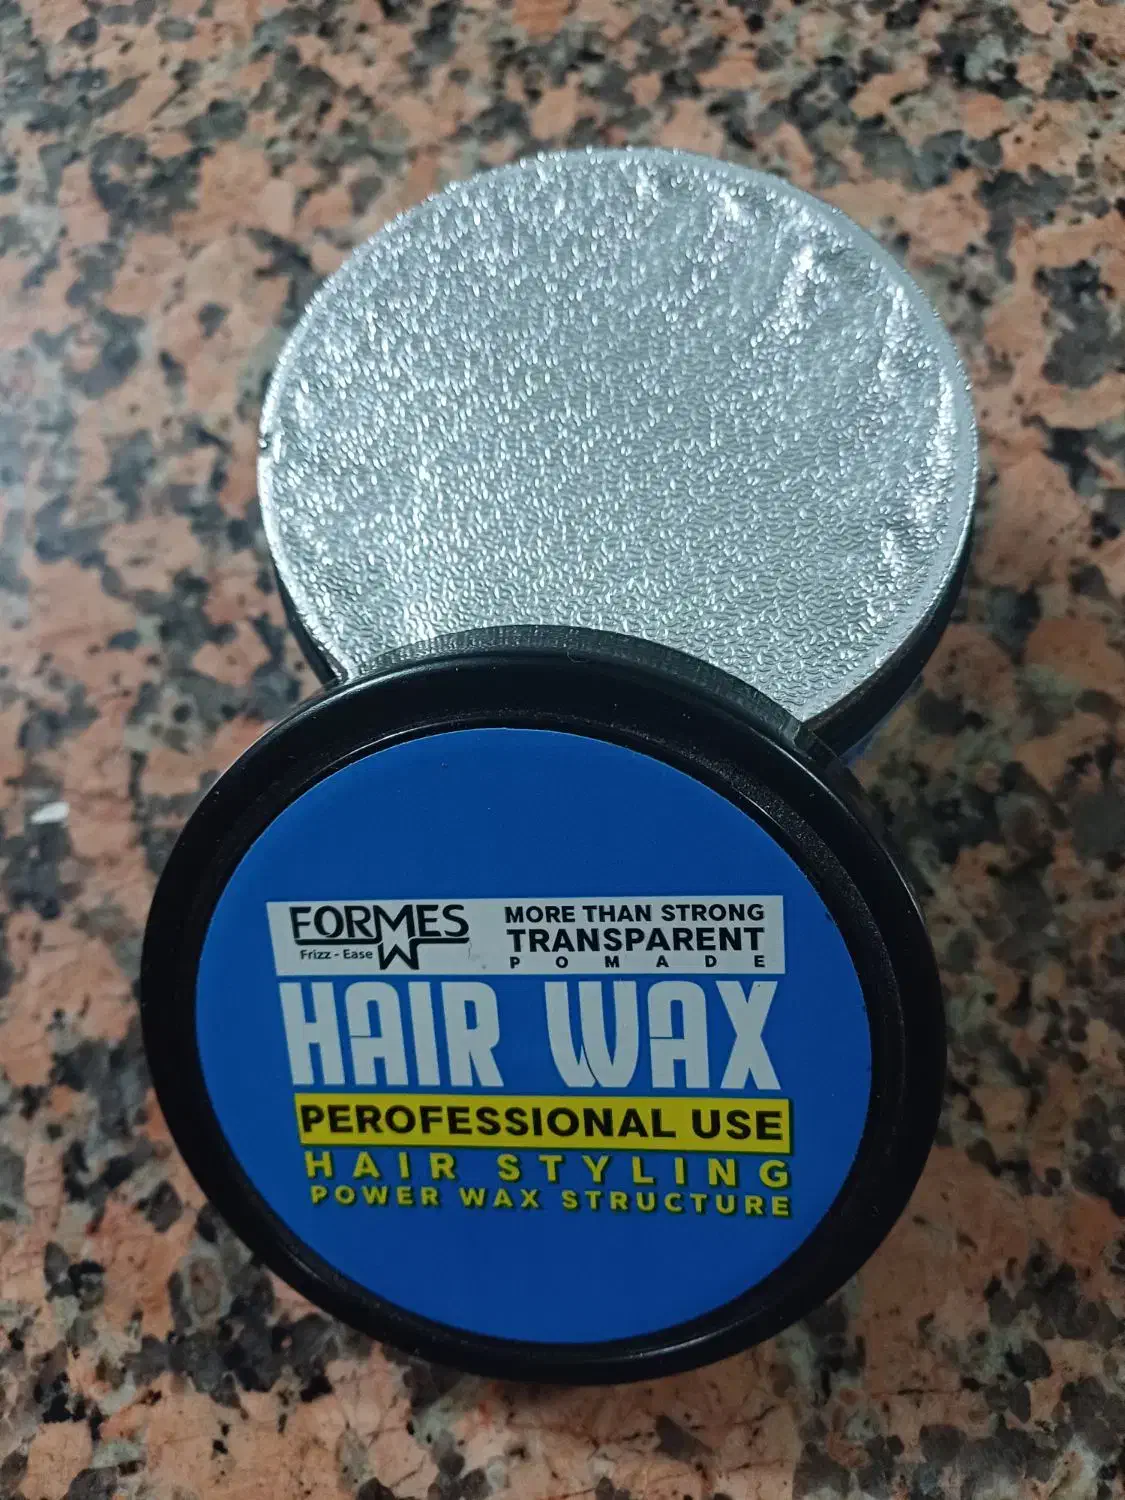 FORMES
Frizz - Ease
MORE THAN STRONG
TRANSPARENT
POMADE
HAIR WAX
PEROFESSIONAL USE
HAIR STYLING
POWER WAX STRUCTURE